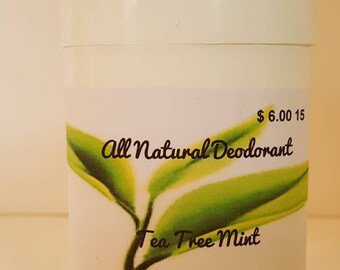 $ 6.00 15
All Natural Deodorant
Tea Tree Mint